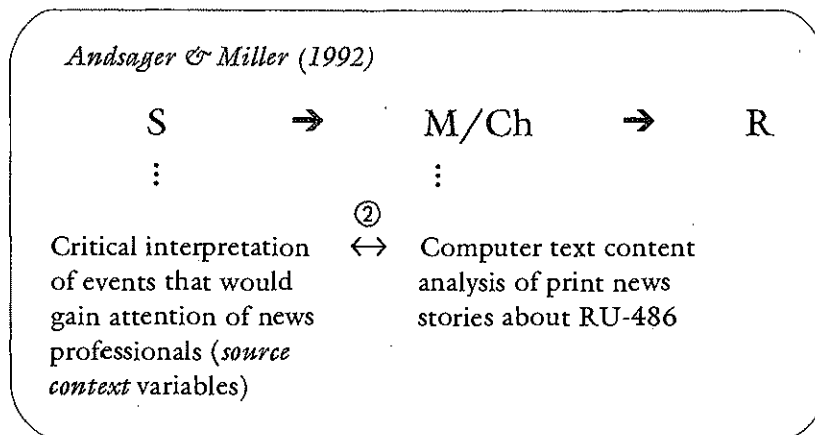 Andsager & Miller (1992)
S → M/Ch → R
⋮ ⋮
②
Critical interpretation ↔ Computer text content
of events that would analysis of print news
gain attention of news stories about RU-486
professionals (source
context variables)